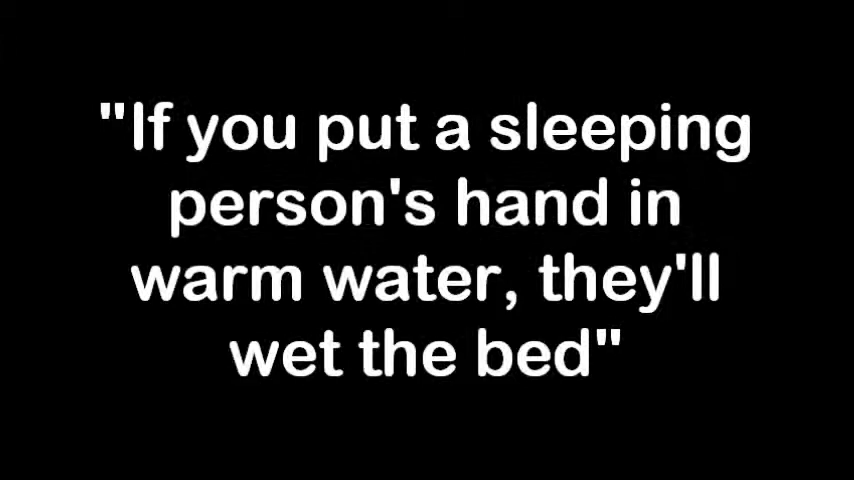 "If you put a sleeping
person's hand in
warm water, they'll
wet the bed"